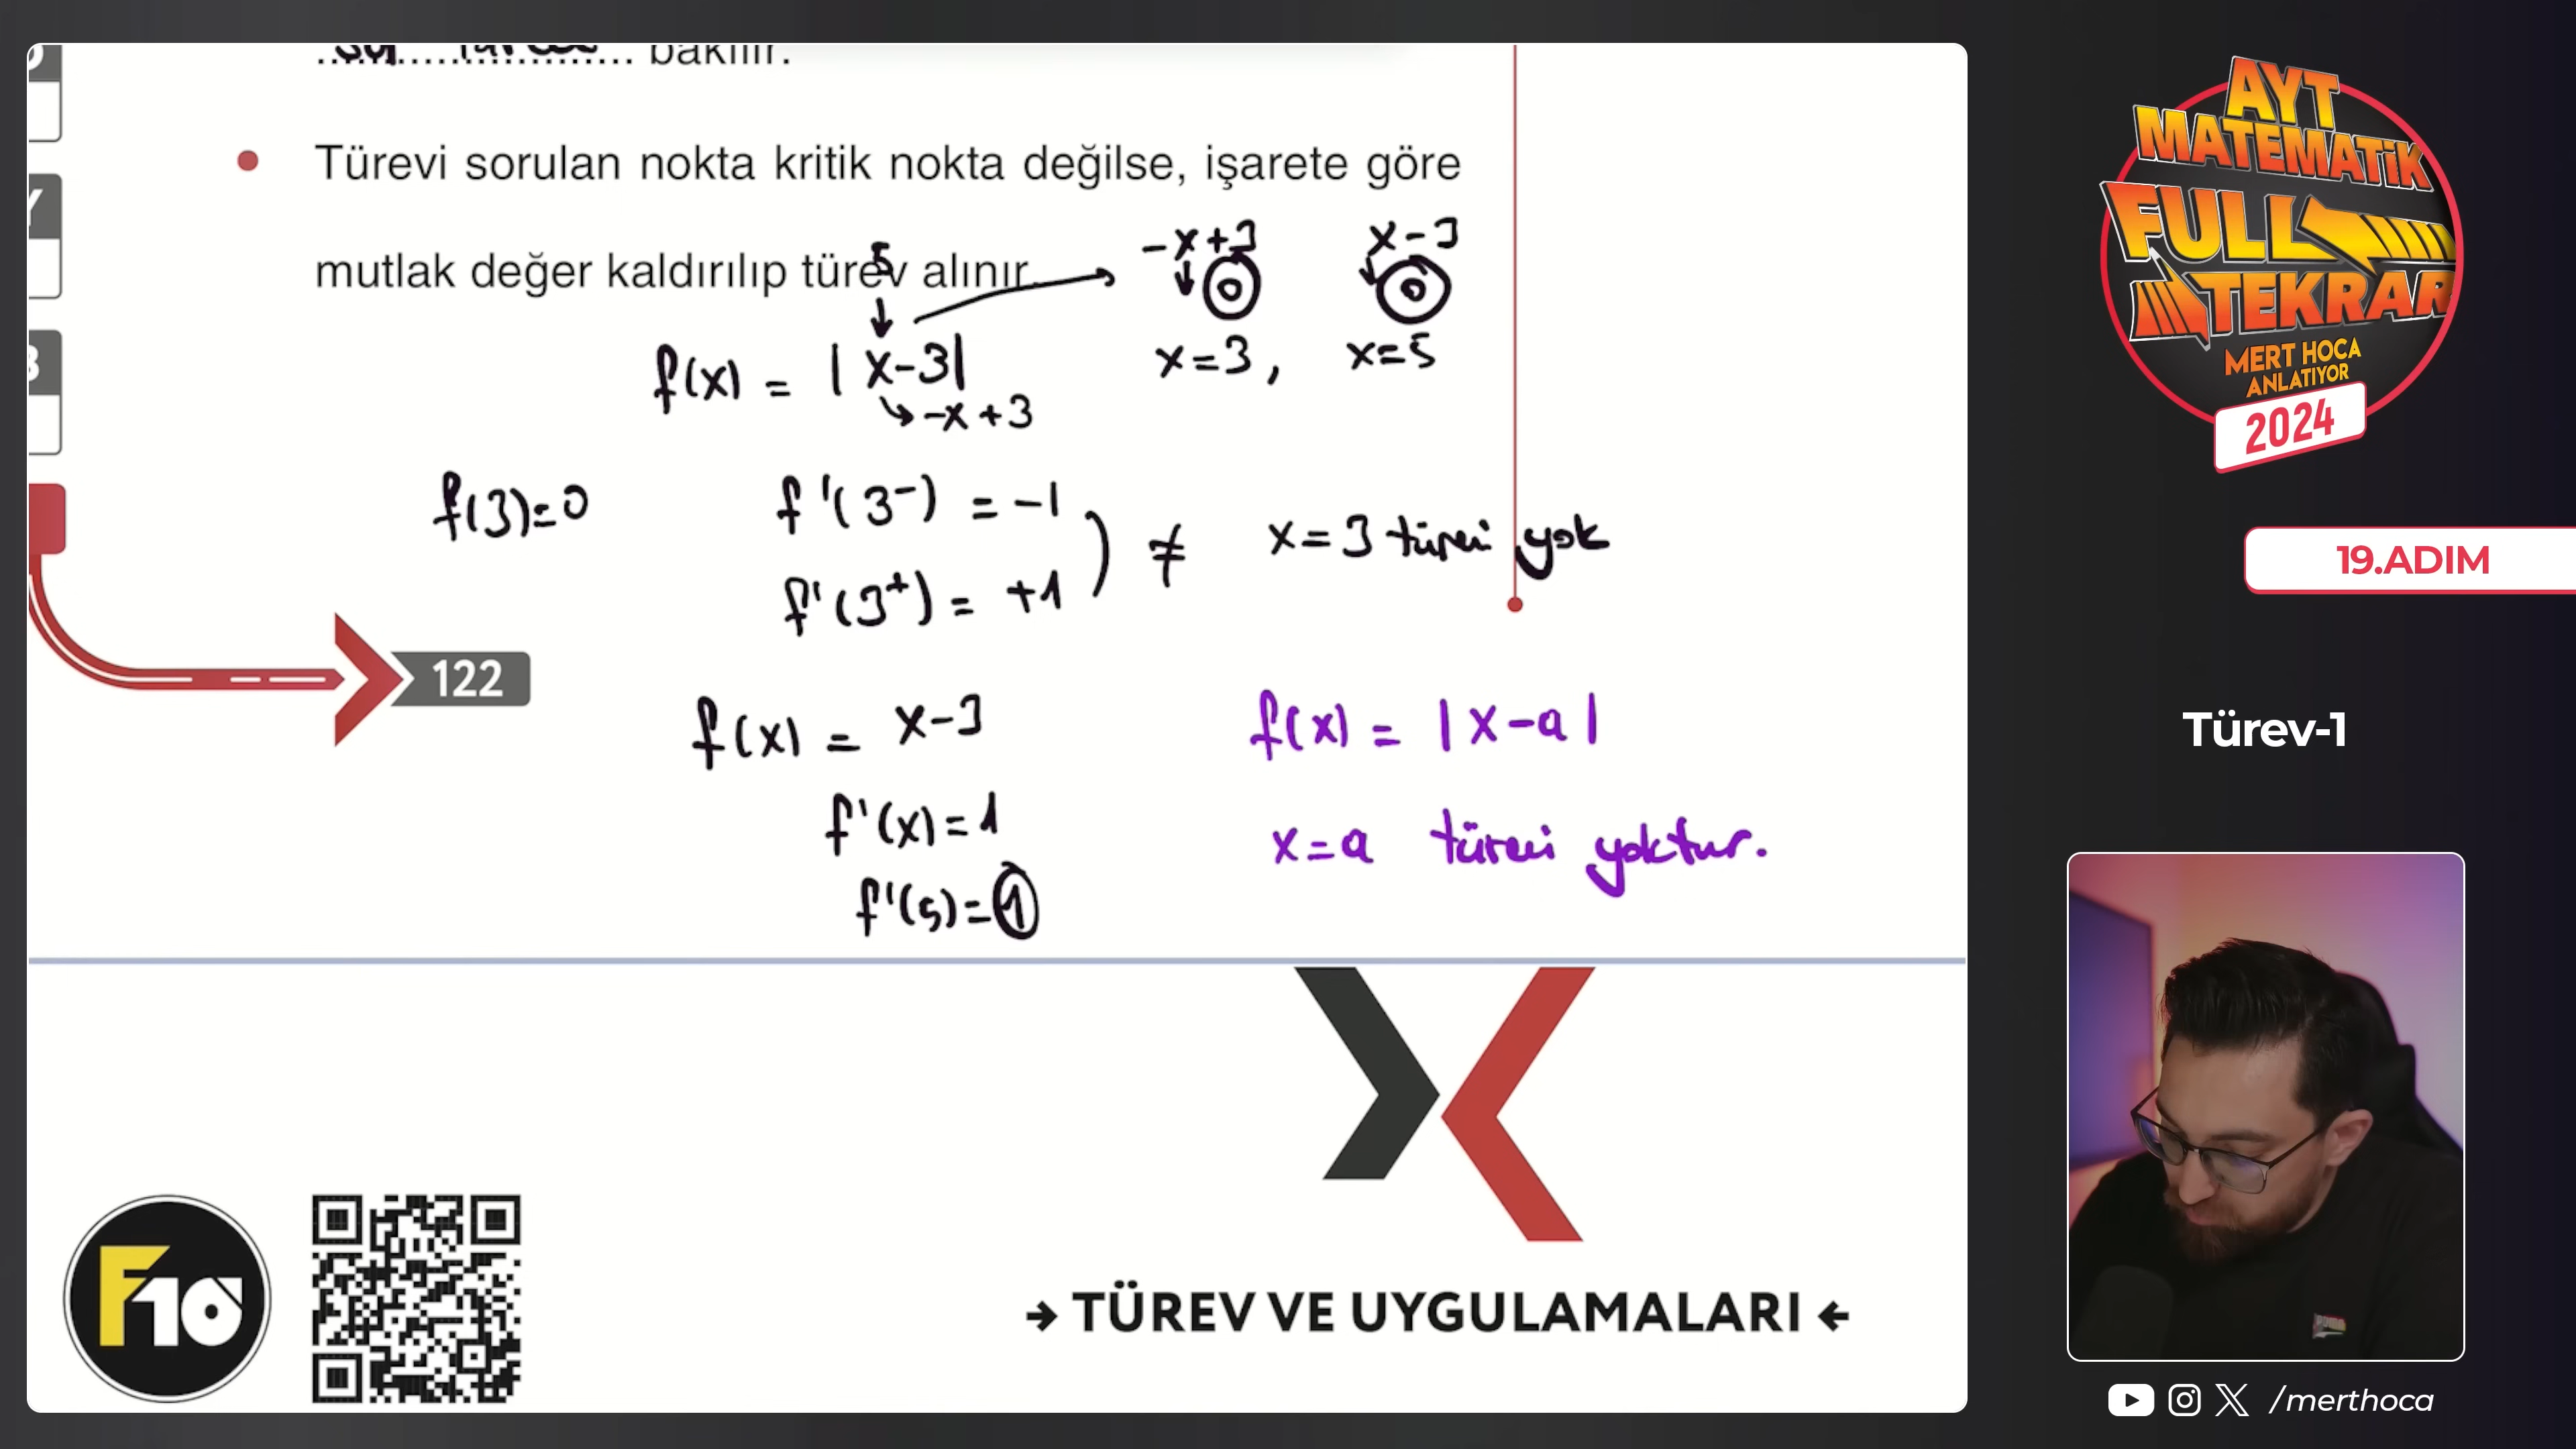 bakılır.
Türevi sorulan nokta kritik nokta değilse, işarete göre
mutlak değer kaldırılıp türev alınır.
5
-x+3
x-3
0
0
f(x) = |x-3|
x=3, x=5
-x+3
f(3)=0
f'(3⁻) = -1
≠ x=3 türevi yok
f'(3⁺) = +1
122
f(x) = x-3
f'(x)=1
f'(5)=1
f(x) = |x-a|
x=a türevi yoktur.
F10
→ TÜREV VE UYGULAMALARI ←
AYT
MATEMATİK
FULL
TEKRAR
MERT HOCA
ANLATIYOR
2024
19.ADIM
Türev-1
/merthoca